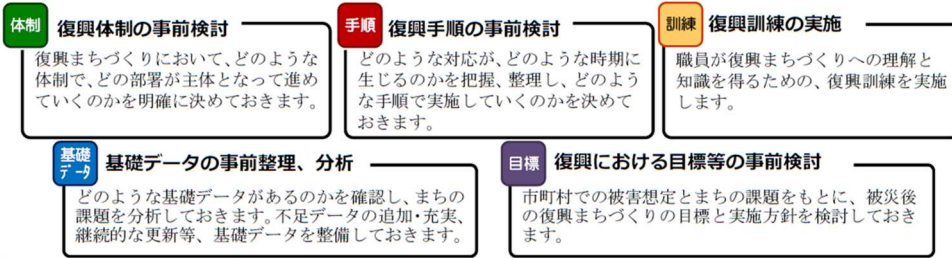 体制 復興体制の事前検討
復興まちづくりにおいて、どのような
体制で、どの部署が主体となって進め
ていくのかを明確に決めておきます。
手順 復興手順の事前検討
どのような対応が、どのような時期に
生じるのかを把握、整理し、どのよう
な手順で実施していくのかを決めて
おきます。
訓練 復興訓練の実施
職員が復興まちづくりへの理解と
知識を得るための、復興訓練を実施
します。
基礎
データ 基礎データの事前整理、分析
どのような基礎データがあるのかを確認し、まちの
課題を分析しておきます。不足データの追加・充実、
継続的な更新等、基礎データを整備しておきます。
目標 復興における目標等の事前検討
市町村での被害想定とまちの課題をもとに、被災後
の復興まちづくりの目標と実施方針を検討しておき
ます。